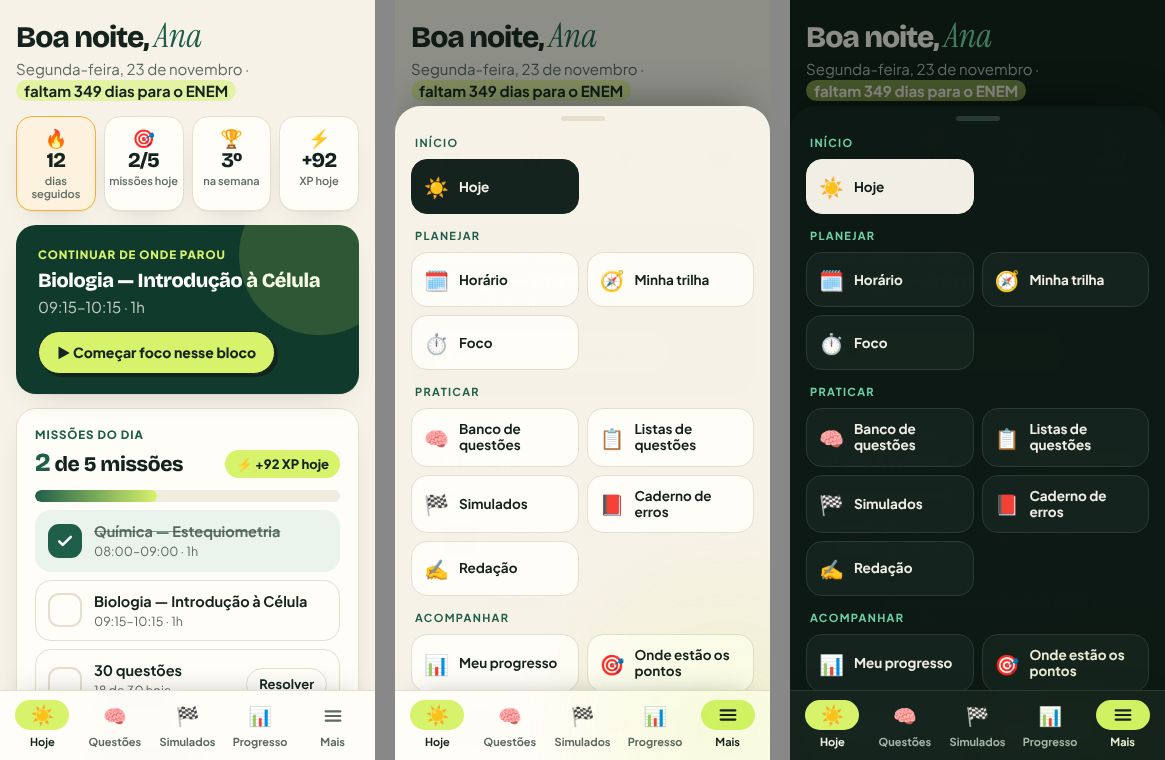 Boa noite, Ana
Segunda-feira, 23 de novembro ·
faltam 349 dias para o ENEM
12
dias
seguidos
2/5
missões hoje
3º
na semana
+92
XP hoje
CONTINUAR DE ONDE PAROU
Biologia — Introdução à Célula
09:15–10:15 · 1h
▶ Começar foco nesse bloco
MISSÕES DO DIA
2 de 5 missões
+92 XP hoje
Química — Estequiometria
08:00–09:00 · 1h
Biologia — Introdução à Célula
09:15–10:15 · 1h
30 questões
18 de 30 hoje
Resolver
Hoje
Questões
Simulados
Progresso
Mais
Boa noite, Ana
Segunda-feira, 23 de novembro ·
faltam 349 dias para o ENEM
INÍCIO
Hoje
PLANEJAR
Horário
Minha trilha
Foco
PRATICAR
Banco de
questões
Listas de
questões
Simulados
Caderno de
erros
Redação
ACOMPANHAR
Meu progresso
Onde estão os
pontos
Hoje
Questões
Simulados
Progresso
Mais
Boa noite, Ana
Segunda-feira, 23 de novembro ·
faltam 349 dias para o ENEM
INÍCIO
Hoje
PLANEJAR
Horário
Minha trilha
Foco
PRATICAR
Banco de
questões
Listas de
questões
Simulados
Caderno de
erros
Redação
ACOMPANHAR
Meu progresso
Onde estão os
pontos
Hoje
Questões
Simulados
Progresso
Mais